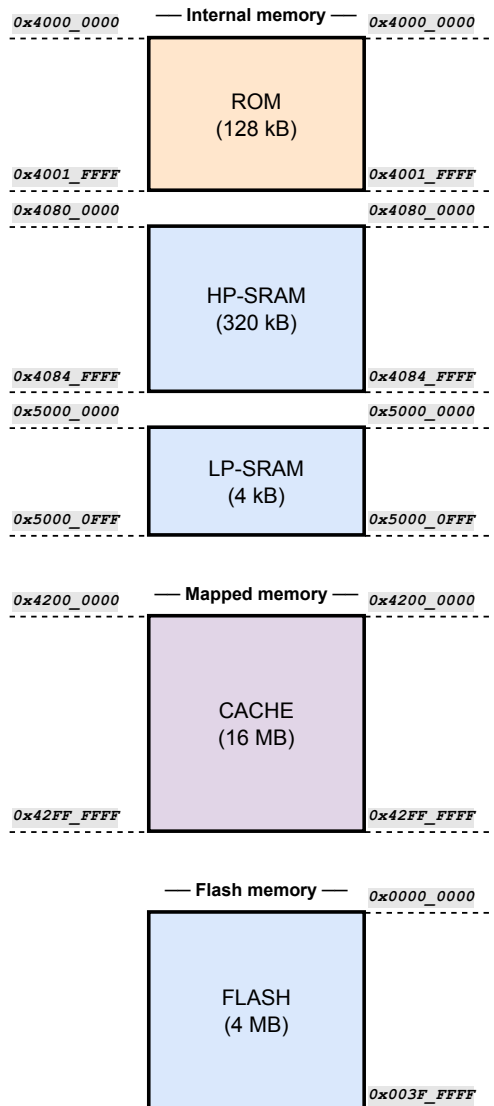 0x4000_0000 — Internal memory — 0x4000_0000
ROM
(128 kB)
0x4001_FFFF 0x4001_FFFF
0x4080_0000 0x4080_0000
HP-SRAM
(320 kB)
0x4084_FFFF 0x4084_FFFF
0x5000_0000 0x5000_0000
LP-SRAM
(4 kB)
0x5000_0FFF 0x5000_0FFF
0x4200_0000 — Mapped memory — 0x4200_0000
CACHE
(16 MB)
0x42FF_FFFF 0x42FF_FFFF
— Flash memory — 0x0000_0000
FLASH
(4 MB)
0x003F_FFFF